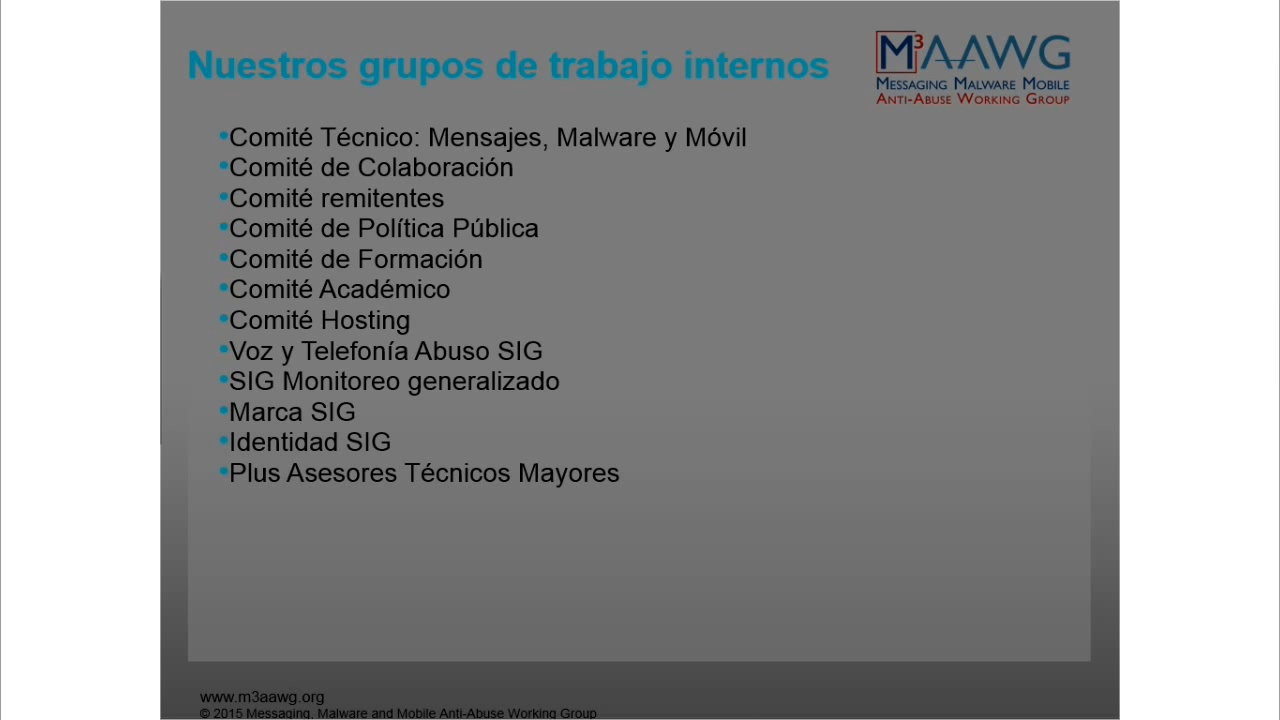 Nuestros grupos de trabajo internos
M3AAWG
Messaging Malware Mobile
Anti-Abuse Working Group
•Comité Técnico: Mensajes, Malware y Móvil
•Comité de Colaboración
•Comité remitentes
•Comité de Política Pública
•Comité de Formación
•Comité Académico
•Comité Hosting
•Voz y Telefonía Abuso SIG
•SIG Monitoreo generalizado
•Marca SIG
•Identidad SIG
•Plus Asesores Técnicos Mayores
www.m3aawg.org
© 2015 Messaging, Malware and Mobile Anti-Abuse Working Group